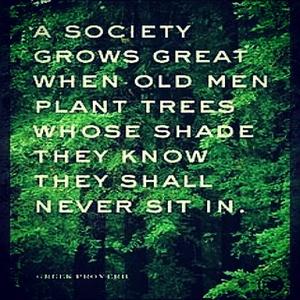 A SOCIETY
GROWS GREAT
WHEN OLD MEN
PLANT TREES
WHOSE SHADE
THEY KNOW
THEY SHALL
NEVER SIT IN.
GREEK PROVERB